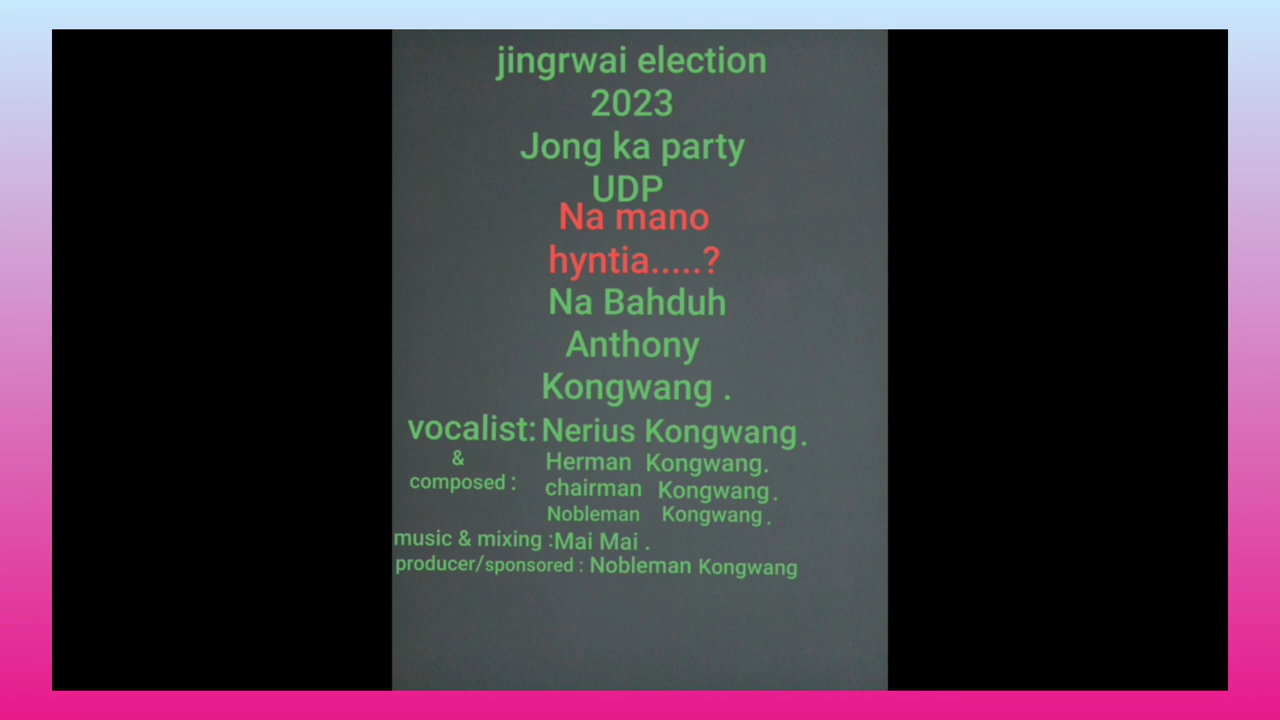 jingrwai election
2023
Jong ka party
UDP
Na mano
hyntia.....?
Na Bahduh
Anthony
Kongwang .
vocalist: Nerius Kongwang.
&
Herman Kongwang.
composed : chairman Kongwang.
Nobleman Kongwang.
music & mixing :Mai Mai .
producer/sponsored : Nobleman Kongwang